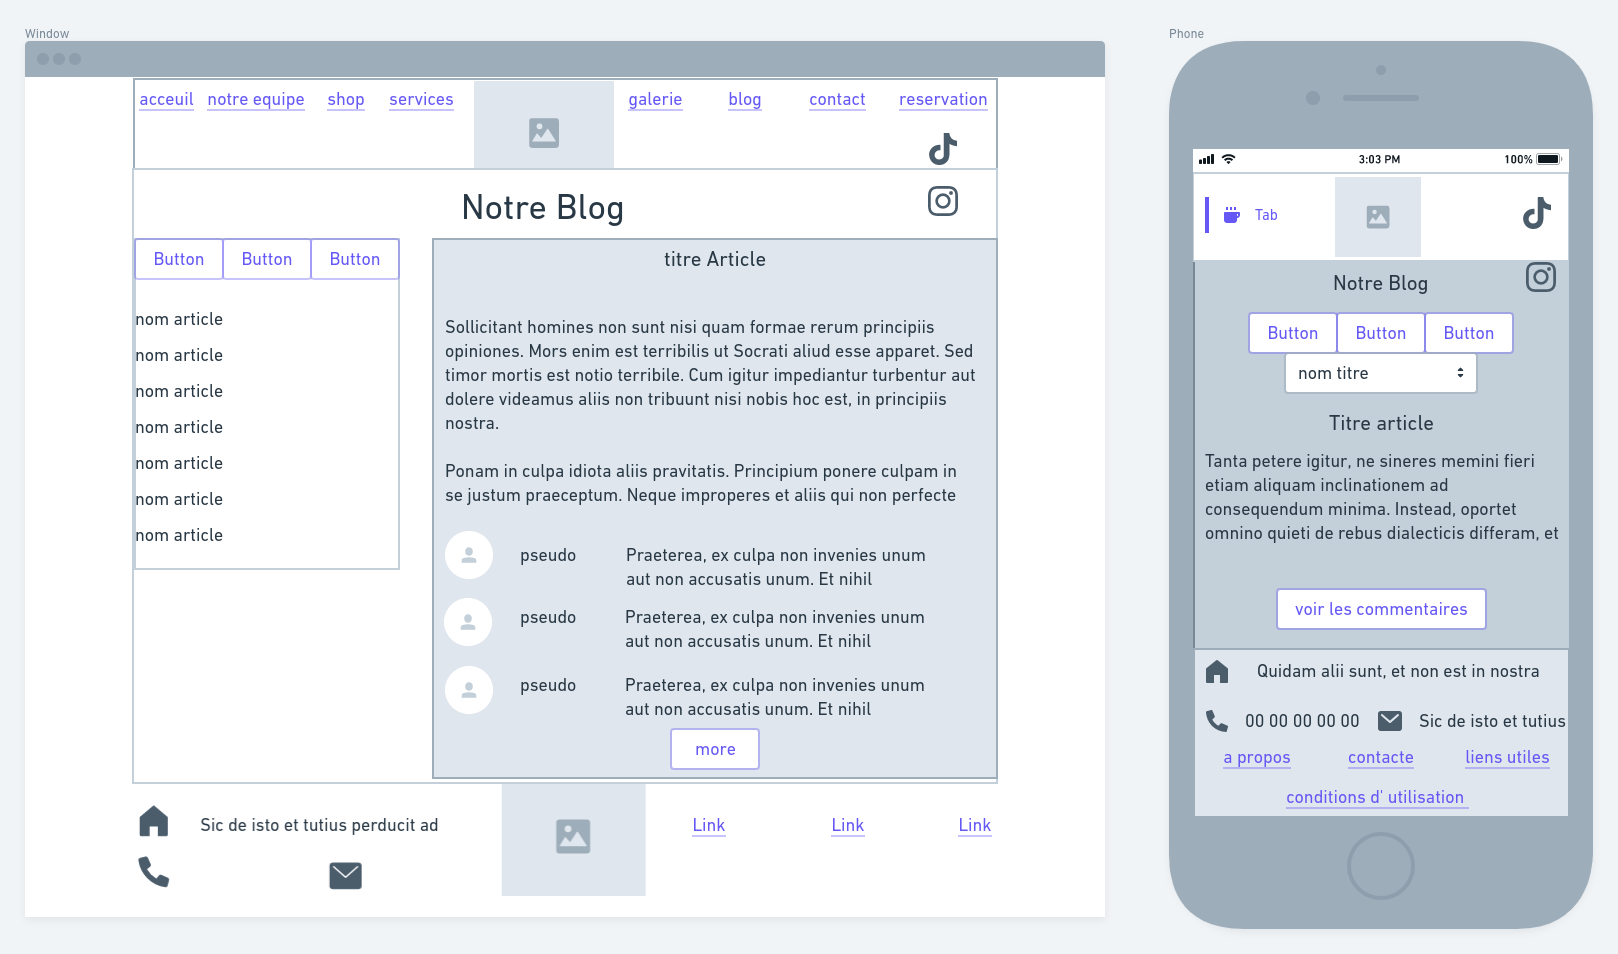 Window
acceuil notre equipe shop services galerie blog contact reservation
Notre Blog
Button Button Button
nom article
nom article
nom article
nom article
nom article
nom article
nom article
titre Article
Sollicitant homines non sunt nisi quam formae rerum principiis
opiniones. Mors enim est terribilis ut Socrati aliud esse apparet. Sed
timor mortis est notio terribile. Cum igitur impediantur turbentur aut
dolere videamus aliis non tribuunt nisi nobis hoc est, in principiis
nostra.
Ponam in culpa idiota aliis pravitatis. Principium ponere culpam in
se justum praeceptum. Neque improperes et aliis qui non perfecte
pseudo Praeterea, ex culpa non invenies unum
aut non accusatis unum. Et nihil
pseudo Praeterea, ex culpa non invenies unum
aut non accusatis unum. Et nihil
pseudo Praeterea, ex culpa non invenies unum
aut non accusatis unum. Et nihil
more
Sic de isto et tutius perducit ad Link Link Link
Phone
3:03 PM 100%
Tab
Notre Blog
Button Button Button
nom titre
Titre article
Tanta petere igitur, ne sineres memini fieri
etiam aliquam inclinationem ad
consequendum minima. Instead, oportet
omnino quieti de rebus dialecticis differam, et
voir les commentaires
Quidam alii sunt, et non est in nostra
00 00 00 00 00 Sic de isto et tutius
a propos contacte liens utiles
conditions d' utilisation